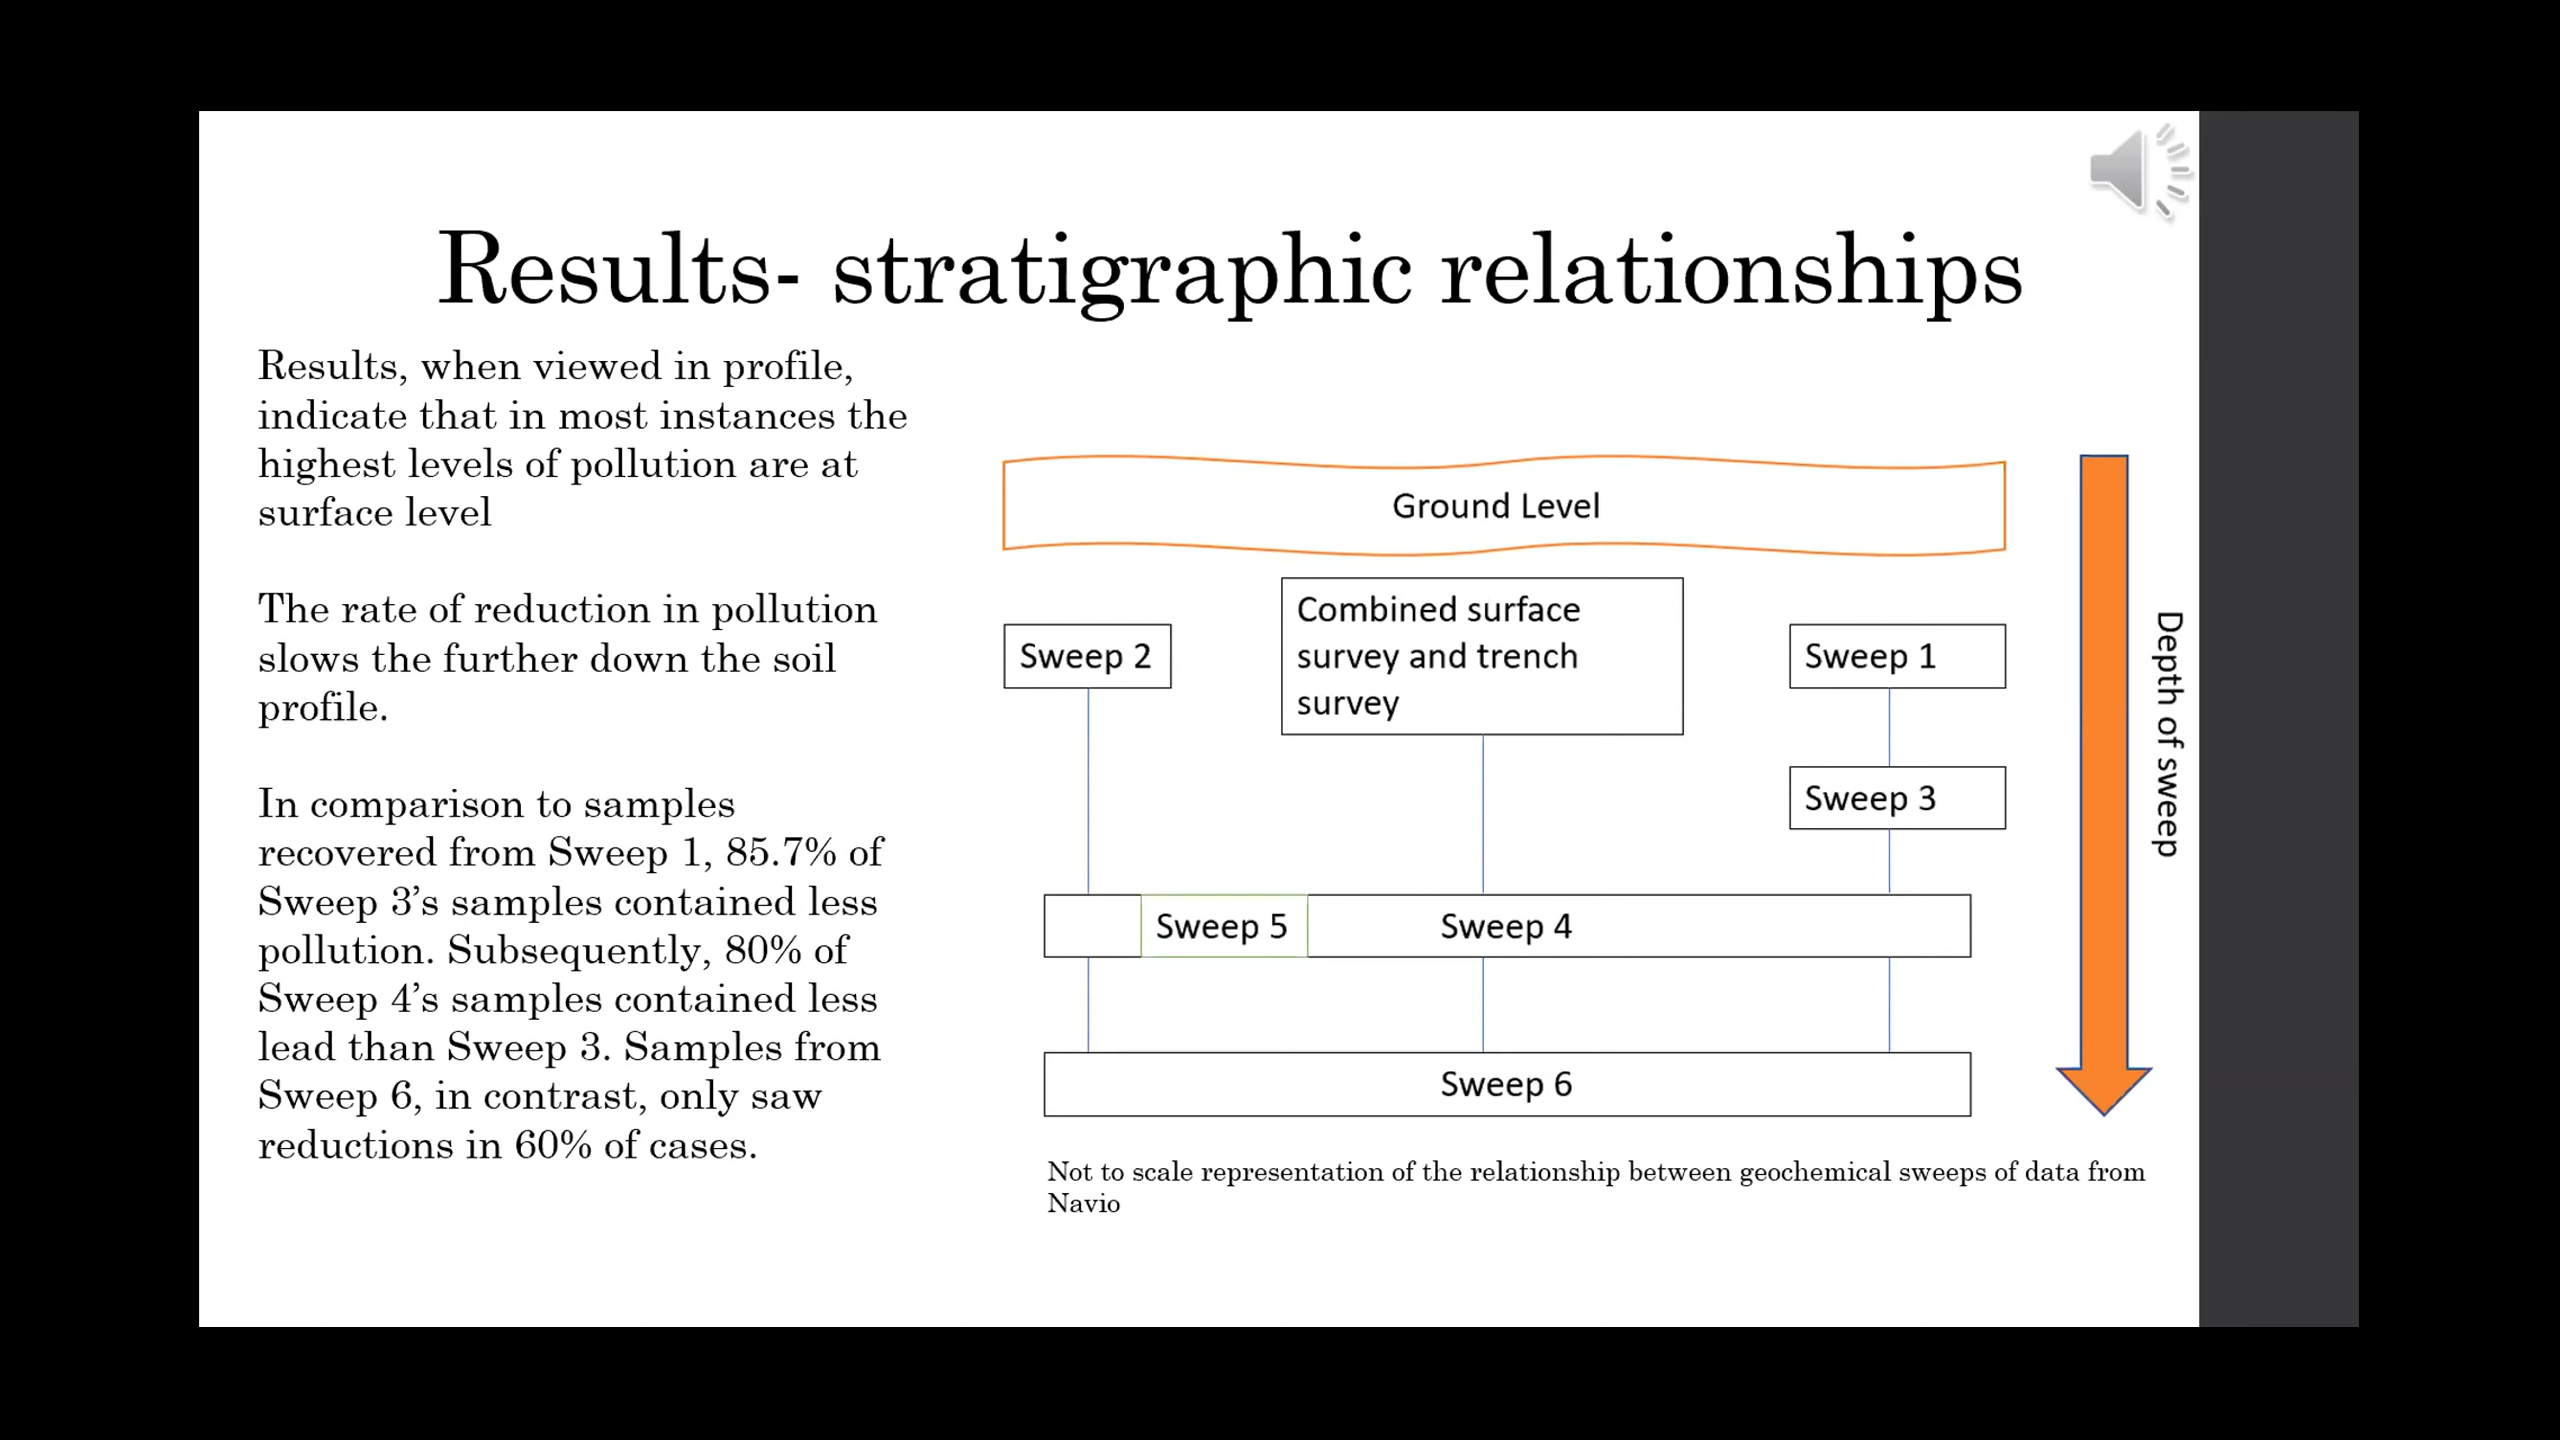 Results- stratigraphic relationships
Results, when viewed in profile,
indicate that in most instances the
highest levels of pollution are at
surface level
The rate of reduction in pollution
slows the further down the soil
profile.
In comparison to samples
recovered from Sweep 1, 85.7% of
Sweep 3’s samples contained less
pollution. Subsequently, 80% of
Sweep 4’s samples contained less
lead than Sweep 3. Samples from
Sweep 6, in contrast, only saw
reductions in 60% of cases.
Ground Level
Sweep 2
Combined surface
survey and trench
survey
Sweep 1
Sweep 3
Sweep 5
Sweep 4
Sweep 6
Depth of sweep
Not to scale representation of the relationship between geochemical sweeps of data from
Navio